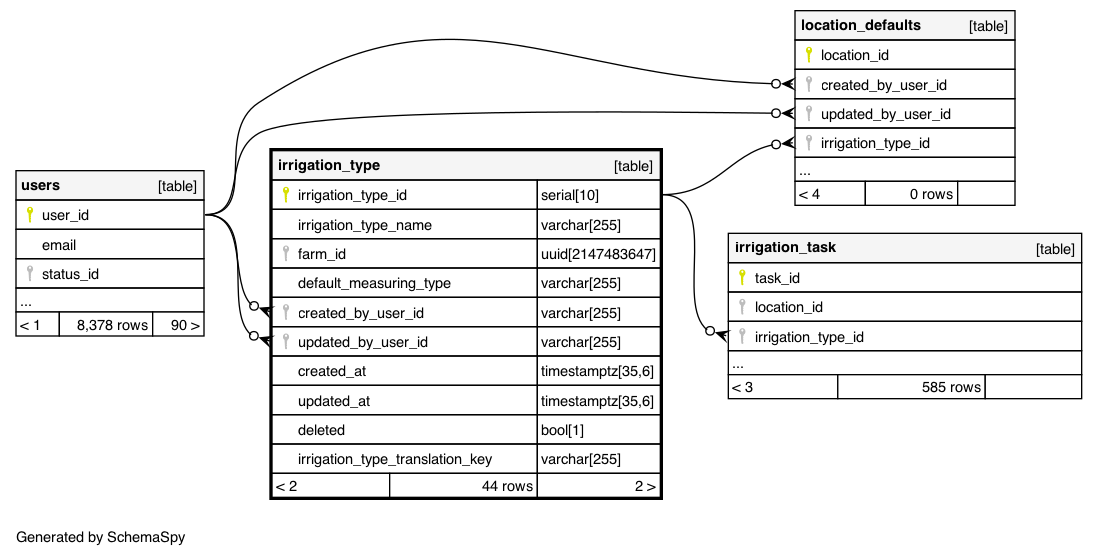 location_defaults [table]
location_id
created_by_user_id
updated_by_user_id
irrigation_type_id
...
< 4 0 rows
irrigation_type [table]
irrigation_type_id serial[10]
irrigation_type_name varchar[255]
farm_id uuid[2147483647]
default_measuring_type varchar[255]
created_by_user_id varchar[255]
updated_by_user_id varchar[255]
created_at timestamptz[35,6]
updated_at timestamptz[35,6]
deleted bool[1]
irrigation_type_translation_key varchar[255]
< 2 44 rows 2 >
users [table]
user_id
email
status_id
...
< 1 8,378 rows 90 >
irrigation_task [table]
task_id
location_id
irrigation_type_id
...
< 3 585 rows
Generated by SchemaSpy